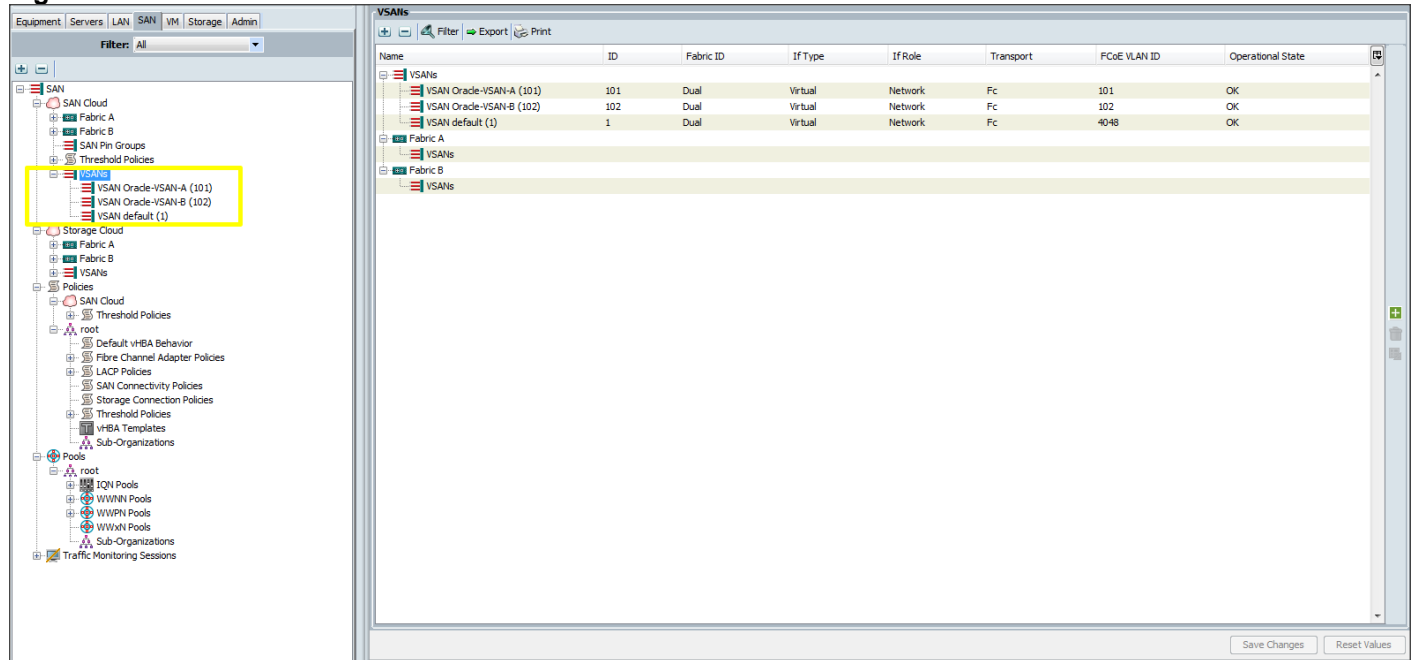 Equipment Servers LAN SAN VM Storage Admin
Filter: All
SAN
SAN Cloud
Fabric A
Fabric B
SAN Pin Groups
Threshold Policies
VSANs
VSAN Oracle-VSAN-A (101)
VSAN Oracle-VSAN-B (102)
VSAN default (1)
Storage Cloud
Fabric A
Fabric B
VSANs
Policies
SAN Cloud
Threshold Policies
root
Default vHBA Behavior
Fibre Channel Adapter Policies
LACP Policies
SAN Connectivity Policies
Storage Connection Policies
Threshold Policies
vHBA Templates
Sub-Organizations
Pools
root
IQN Pools
WWNN Pools
WWPN Pools
WWxN Pools
Sub-Organizations
Traffic Monitoring Sessions
VSANs
Filter Export Print
Name ID Fabric ID If Type If Role Transport FCoE VLAN ID Operational State
VSANs
VSAN Oracle-VSAN-A (101) 101 Dual Virtual Network Fc 101 OK
VSAN Oracle-VSAN-B (102) 102 Dual Virtual Network Fc 102 OK
VSAN default (1) 1 Dual Virtual Network Fc 4048 OK
Fabric A
VSANs
Fabric B
VSANs
Save Changes Reset Values